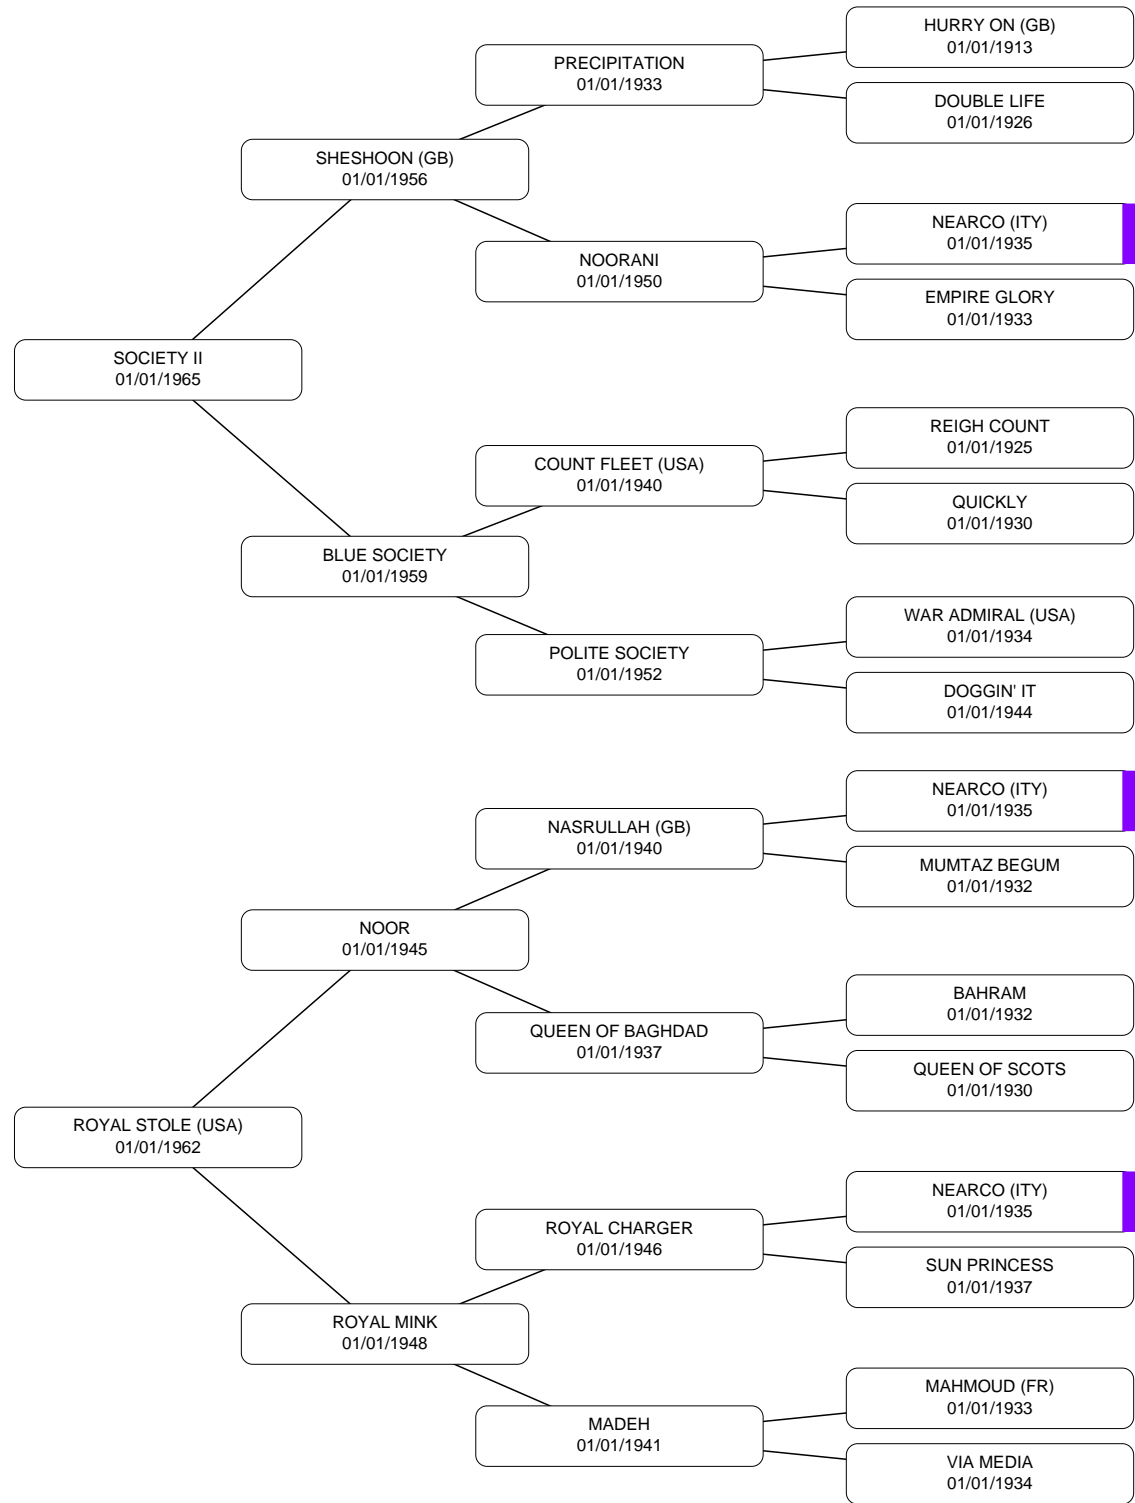 HURRY ON (GB)
01/01/1913
PRECIPITATION
01/01/1933
DOUBLE LIFE
01/01/1926
SHESHOON (GB)
01/01/1956
NEARCO (ITY)
01/01/1935
NOORANI
01/01/1950
EMPIRE GLORY
01/01/1933
SOCIETY II
01/01/1965
REIGH COUNT
01/01/1925
COUNT FLEET (USA)
01/01/1940
QUICKLY
01/01/1930
BLUE SOCIETY
01/01/1959
WAR ADMIRAL (USA)
01/01/1934
POLITE SOCIETY
01/01/1952
DOGGIN' IT
01/01/1944
NEARCO (ITY)
01/01/1935
NASRULLAH (GB)
01/01/1940
MUMTAZ BEGUM
01/01/1932
NOOR
01/01/1945
BAHRAM
01/01/1932
QUEEN OF BAGHDAD
01/01/1937
QUEEN OF SCOTS
01/01/1930
ROYAL STOLE (USA)
01/01/1962
NEARCO (ITY)
01/01/1935
ROYAL CHARGER
01/01/1946
SUN PRINCESS
01/01/1937
ROYAL MINK
01/01/1948
MAHMOUD (FR)
01/01/1933
MADEH
01/01/1941
VIA MEDIA
01/01/1934